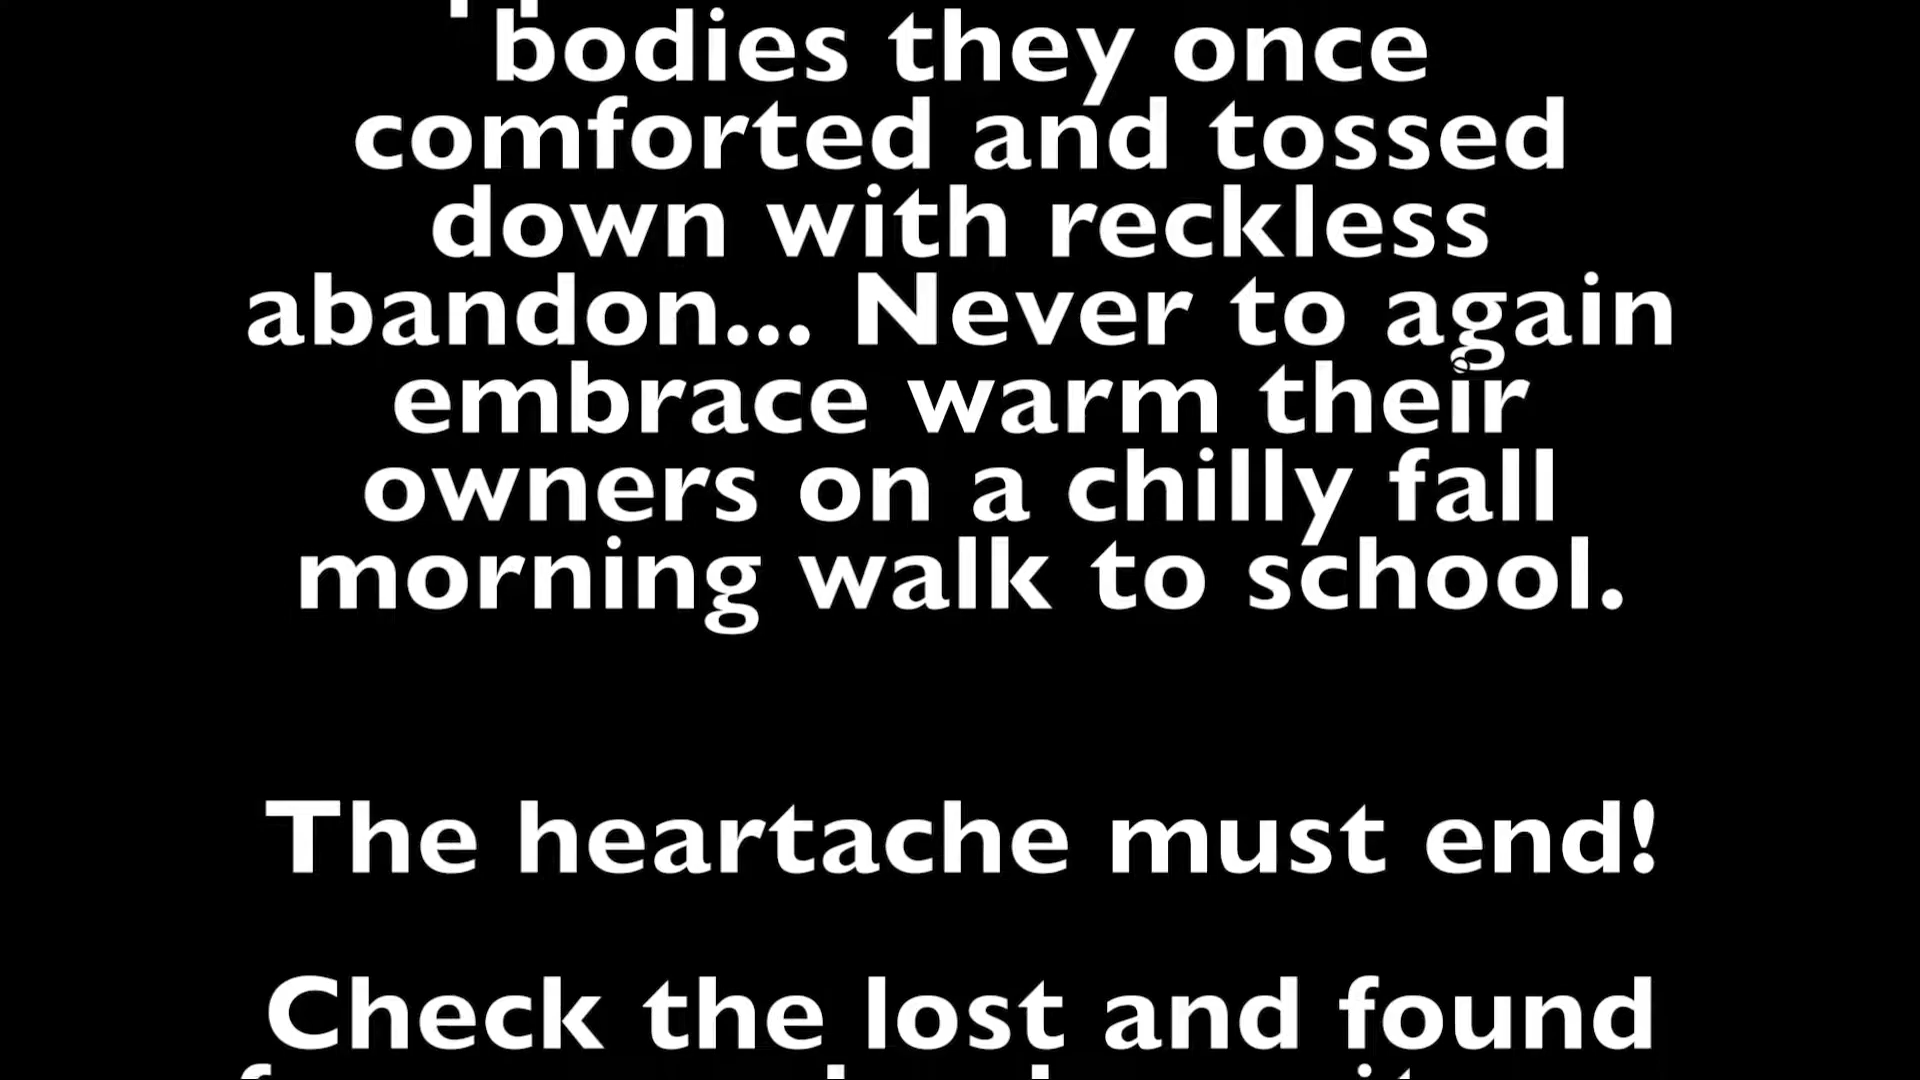 bodies they once
comforted and tossed
down with reckless
abandon... Never to again
embrace warm their
owners on a chilly fall
morning walk to school.
The heartache must end!
Check the lost and found